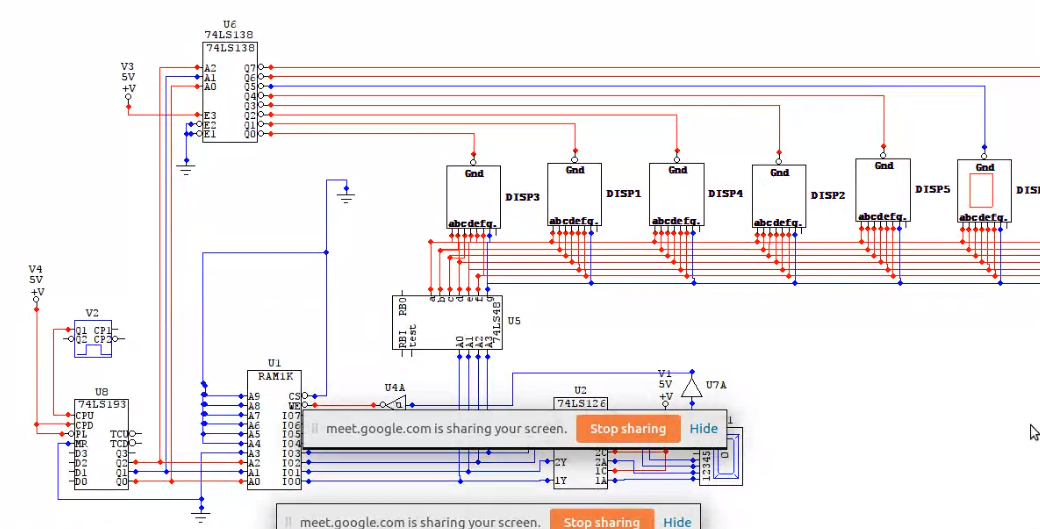 U6
74LS138
74LS138
A2 Q7
A1 Q6
A0 Q5
Q4
Q3
E3 Q2
E2 Q1
E1 Q0
V3
5V
+V
Gnd
abcdefg.
DISP3
Gnd
abcdefg.
DISP1
Gnd
abcdefg.
DISP4
Gnd
abcdefg.
DISP2
Gnd
abcdefg.
DISP5
Gnd
abcdefg.
V4
5V
+V
V2
Q1 CP1
Q2 CP2
RBO
a b c d e f g
RBI
test
A0 A1 A2 A3
74LS48
U5
U8
74LS193
CPU
CPD
PL TCU
MR TCD
D3 Q3
D2 Q2
D1 Q1
D0 Q0
U1
RAM1K
A9 CS
A8 WE
A7 IO7
A6 IO6
A5 IO5
A4 IO4
A3 IO3
A2 IO2
A1 IO1
A0 IO0
U4A
U2
74LS126
2Y 2A
1C
1Y 1A
V1
5V
+V
U7A
12345
meet.google.com is sharing your screen. Stop sharing Hide
meet.google.com is sharing your screen. Stop sharing Hide